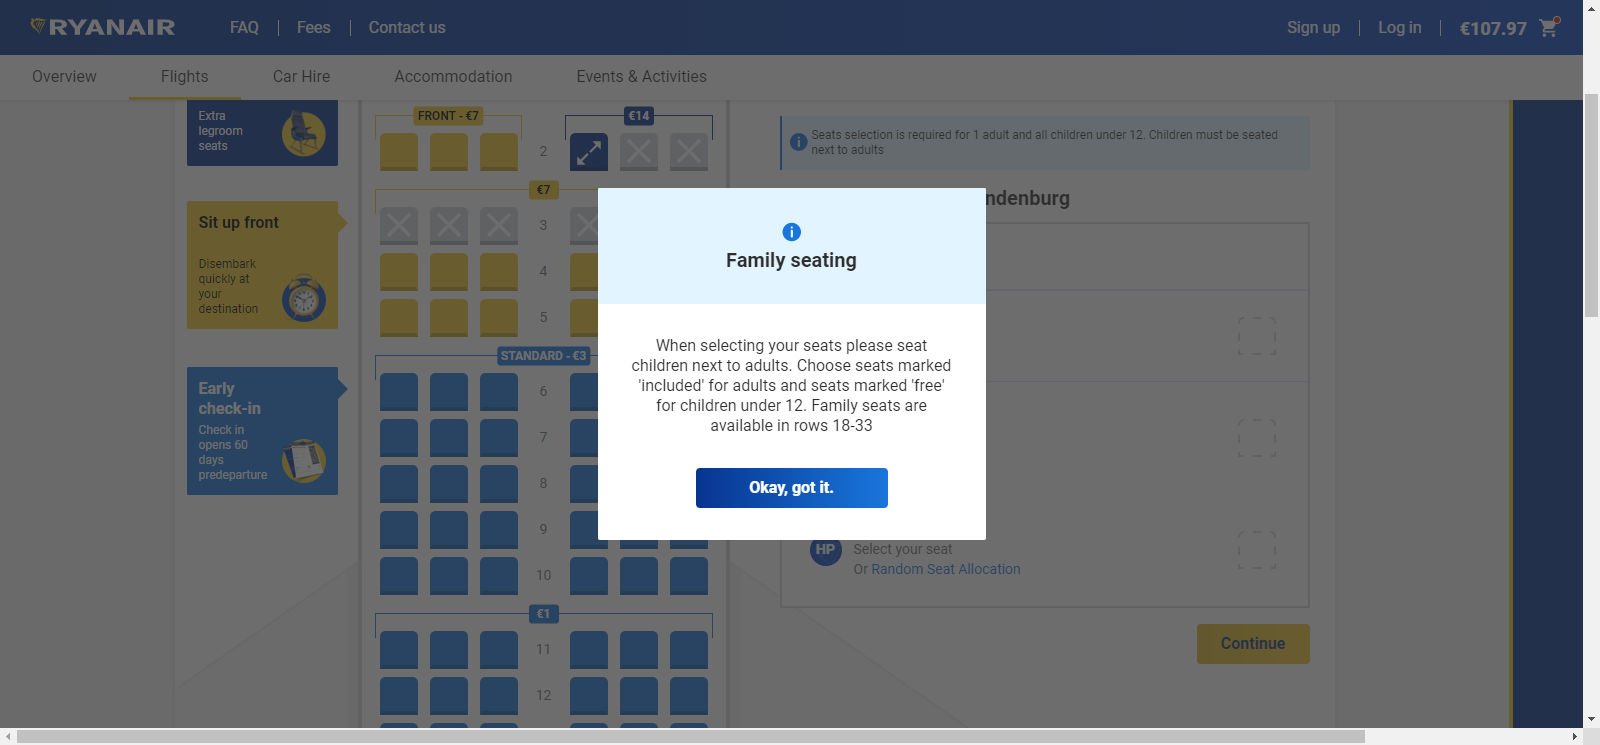 RYANAIR
FAQ
Fees
Contact us
Sign up
Log in
€107.97
Overview
Flights
Car Hire
Accommodation
Events & Activities
Extra
legroom
seats
Sit up front
Disembark
quickly at
your
destination
Early
check-in
Check in
opens 60
days
predeparture
FRONT - €7
€14
2
€7
3
4
5
STANDARD - €3
6
7
8
9
10
€1
11
12
Seats selection is required for 1 adult and all children under 12. Children must be seated
next to adults
ndenburg
Family seating
When selecting your seats please seat
children next to adults. Choose seats marked
'included' for adults and seats marked 'free'
for children under 12. Family seats are
available in rows 18-33
Okay, got it.
HP
Select your seat
Or Random Seat Allocation
Continue